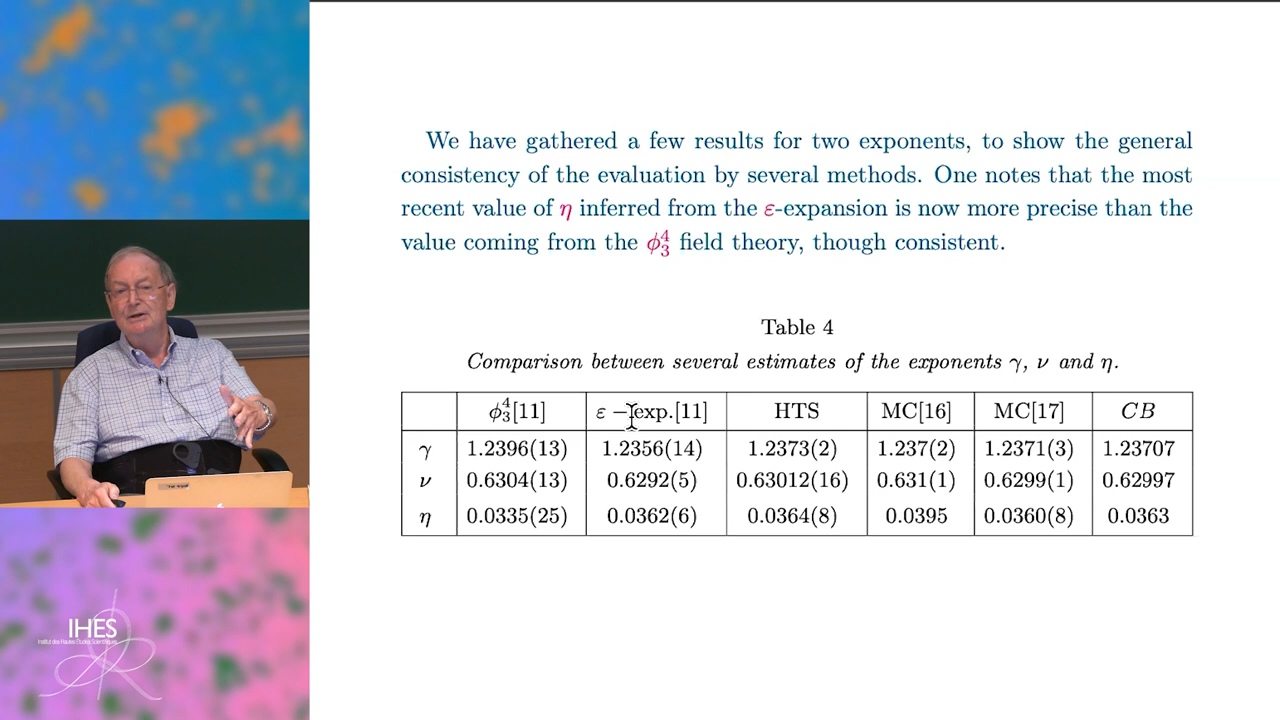 We have gathered a few results for two exponents, to show the general
consistency of the evaluation by several methods. One notes that the most
recent value of η inferred from the ε-expansion is now more precise than the
value coming from the ϕ⁴₃ field theory, though consistent.
Table 4
Comparison between several estimates of the exponents γ, ν and η.
ϕ⁴₃[11] ε − exp.[11] HTS MC[16] MC[17] CB
γ 1.2396(13) 1.2356(14) 1.2373(2) 1.237(2) 1.2371(3) 1.23707
ν 0.6304(13) 0.6292(5) 0.63012(16) 0.631(1) 0.6299(1) 0.62997
η 0.0335(25) 0.0362(6) 0.0364(8) 0.0395 0.0360(8) 0.0363
IHES
Institut des Hautes Études Scientifiques